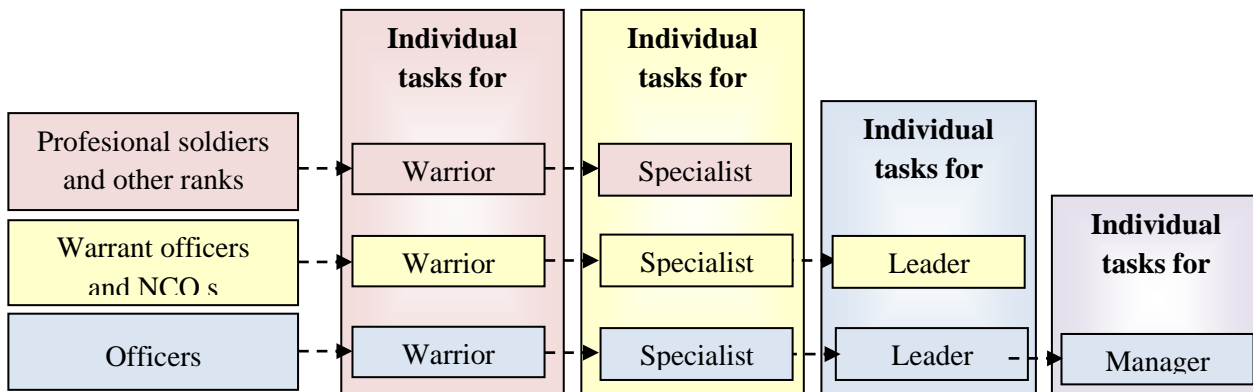 Individual
tasks for
Individual
tasks for
Individual
tasks for
Individual
tasks for
Profesional soldiers
and other ranks
Warrior
Specialist
Warrant officers
and NCO s
Warrior
Specialist
Leader
Officers
Warrior
Specialist
Leader
Manager